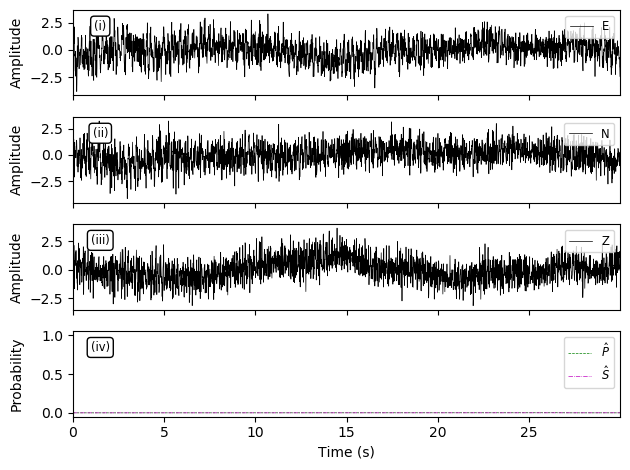 Amplitude
2.5
0.0
−2.5
(i)
E
Amplitude
2.5
0.0
−2.5
(ii)
N
Amplitude
2.5
0.0
−2.5
(iii)
Z
Probability
1.0
0.5
0.0
(iv)
P̂
Ŝ
0 5 10 15 20 25
Time (s)